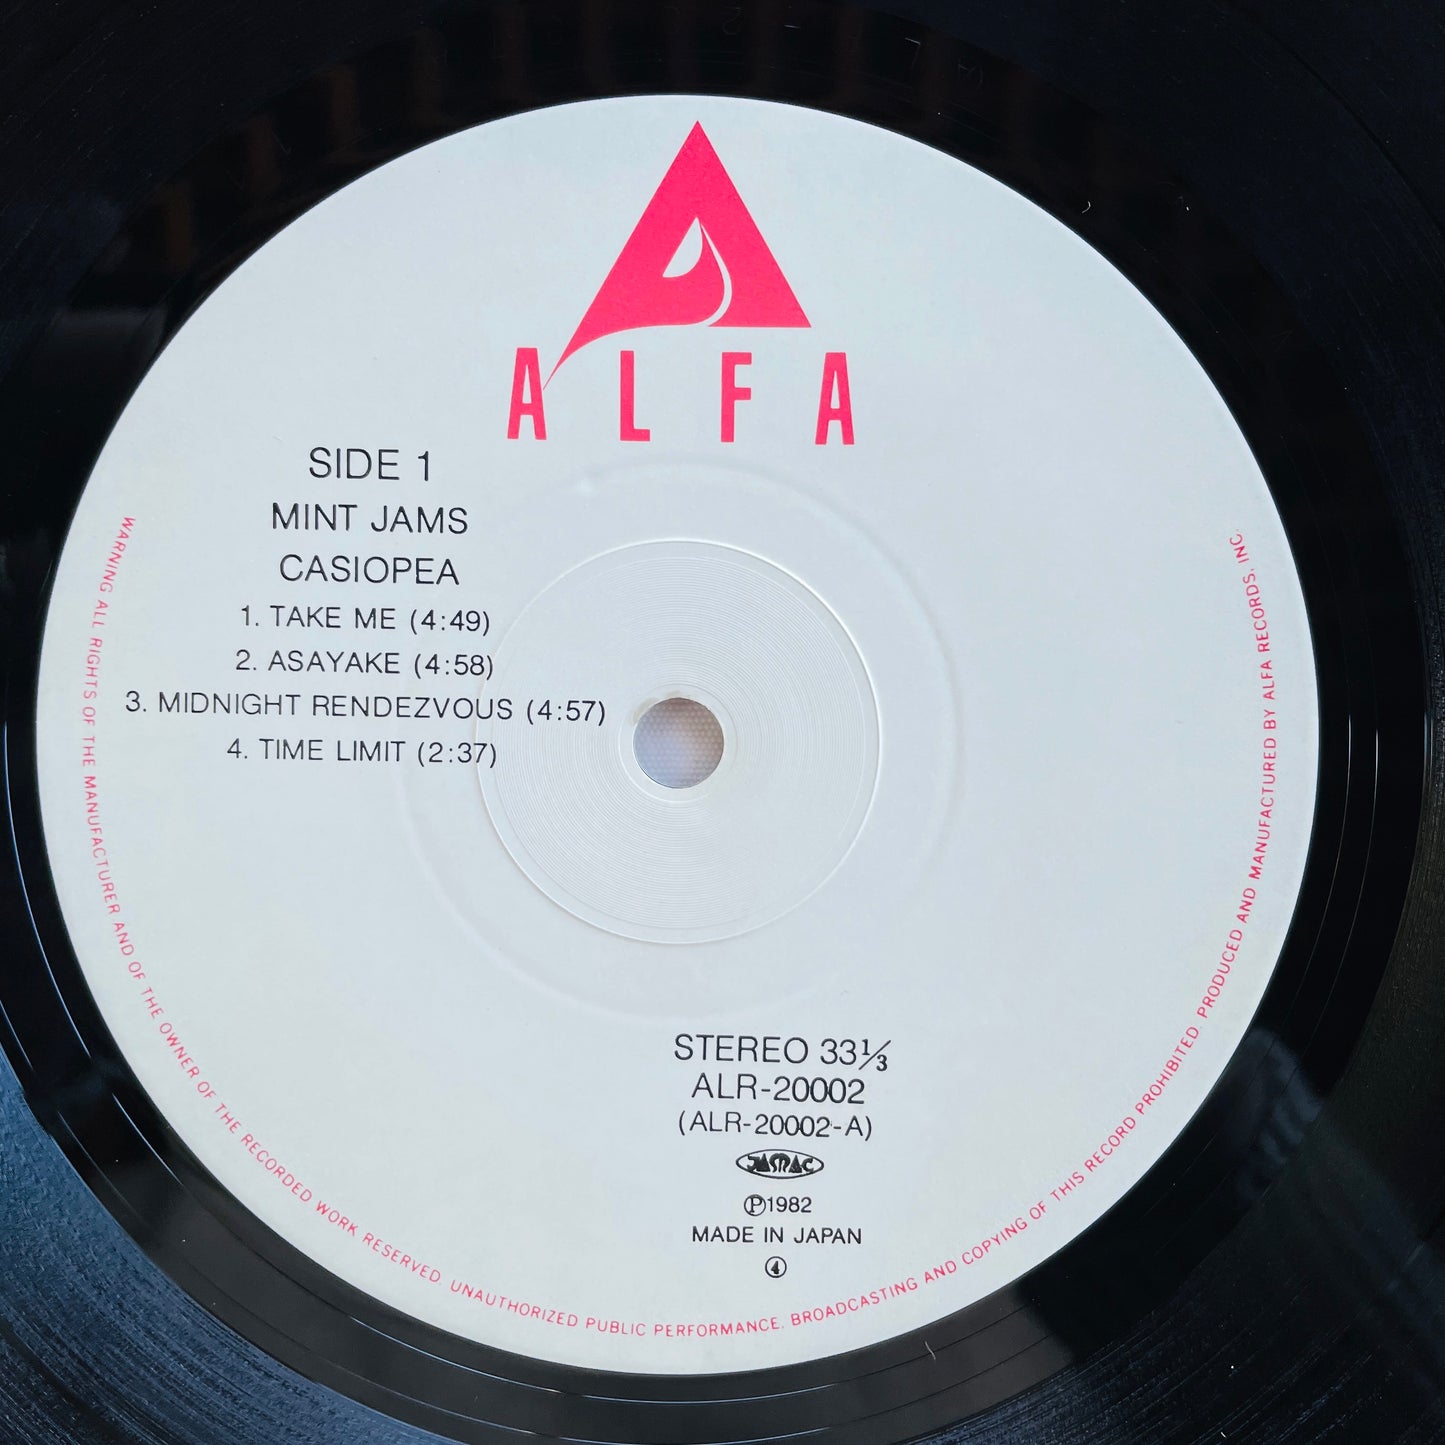 ALFA
SIDE 1
MINT JAMS
CASIOPEA
1. TAKE ME (4:49)
2. ASAYAKE (4:58)
3. MIDNIGHT RENDEZVOUS (4:57)
4. TIME LIMIT (2:37)
STEREO 33⅓
ALR-20002
(ALR-20002-A)
JASRAC
Ⓟ1982
MADE IN JAPAN
④
WARNING ALL RIGHTS OF THE MANUFACTURER AND OF THE OWNER OF THE RECORDED WORK RESERVED. UNAUTHORIZED PUBLIC PERFORMANCE, BROADCASTING AND COPYING OF THIS RECORD PROHIBITED. PRODUCED AND MANUFACTURED BY ALFA RECORDS, INC.